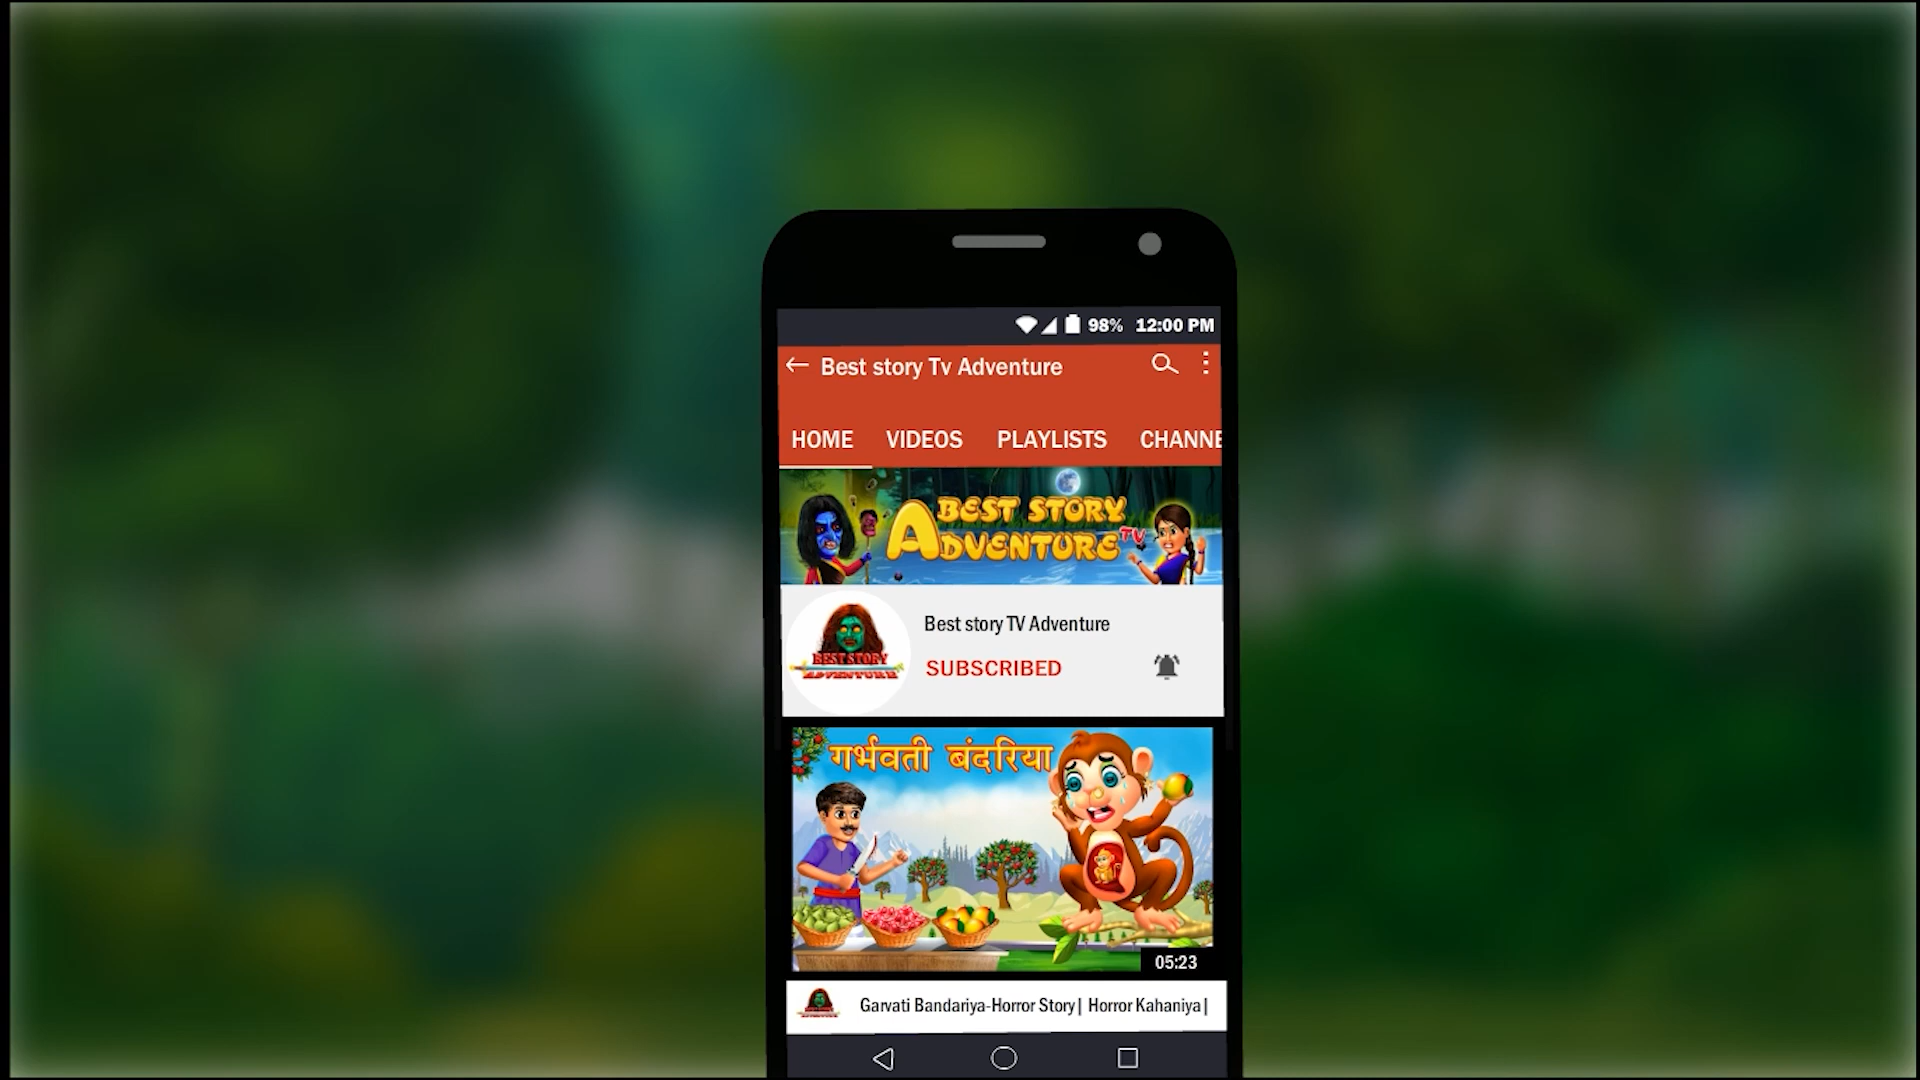 98% 12:00 PM
Best story Tv Adventure
HOME VIDEOS PLAYLISTS CHANNE
BEST STORY
ADVENTURE TV
Best story TV Adventure
BEST STORY
ADVENTURE
SUBSCRIBED
गर्भवती बंदरिया
05:23
Garvati Bandariya-Horror Story| Horror Kahaniya|